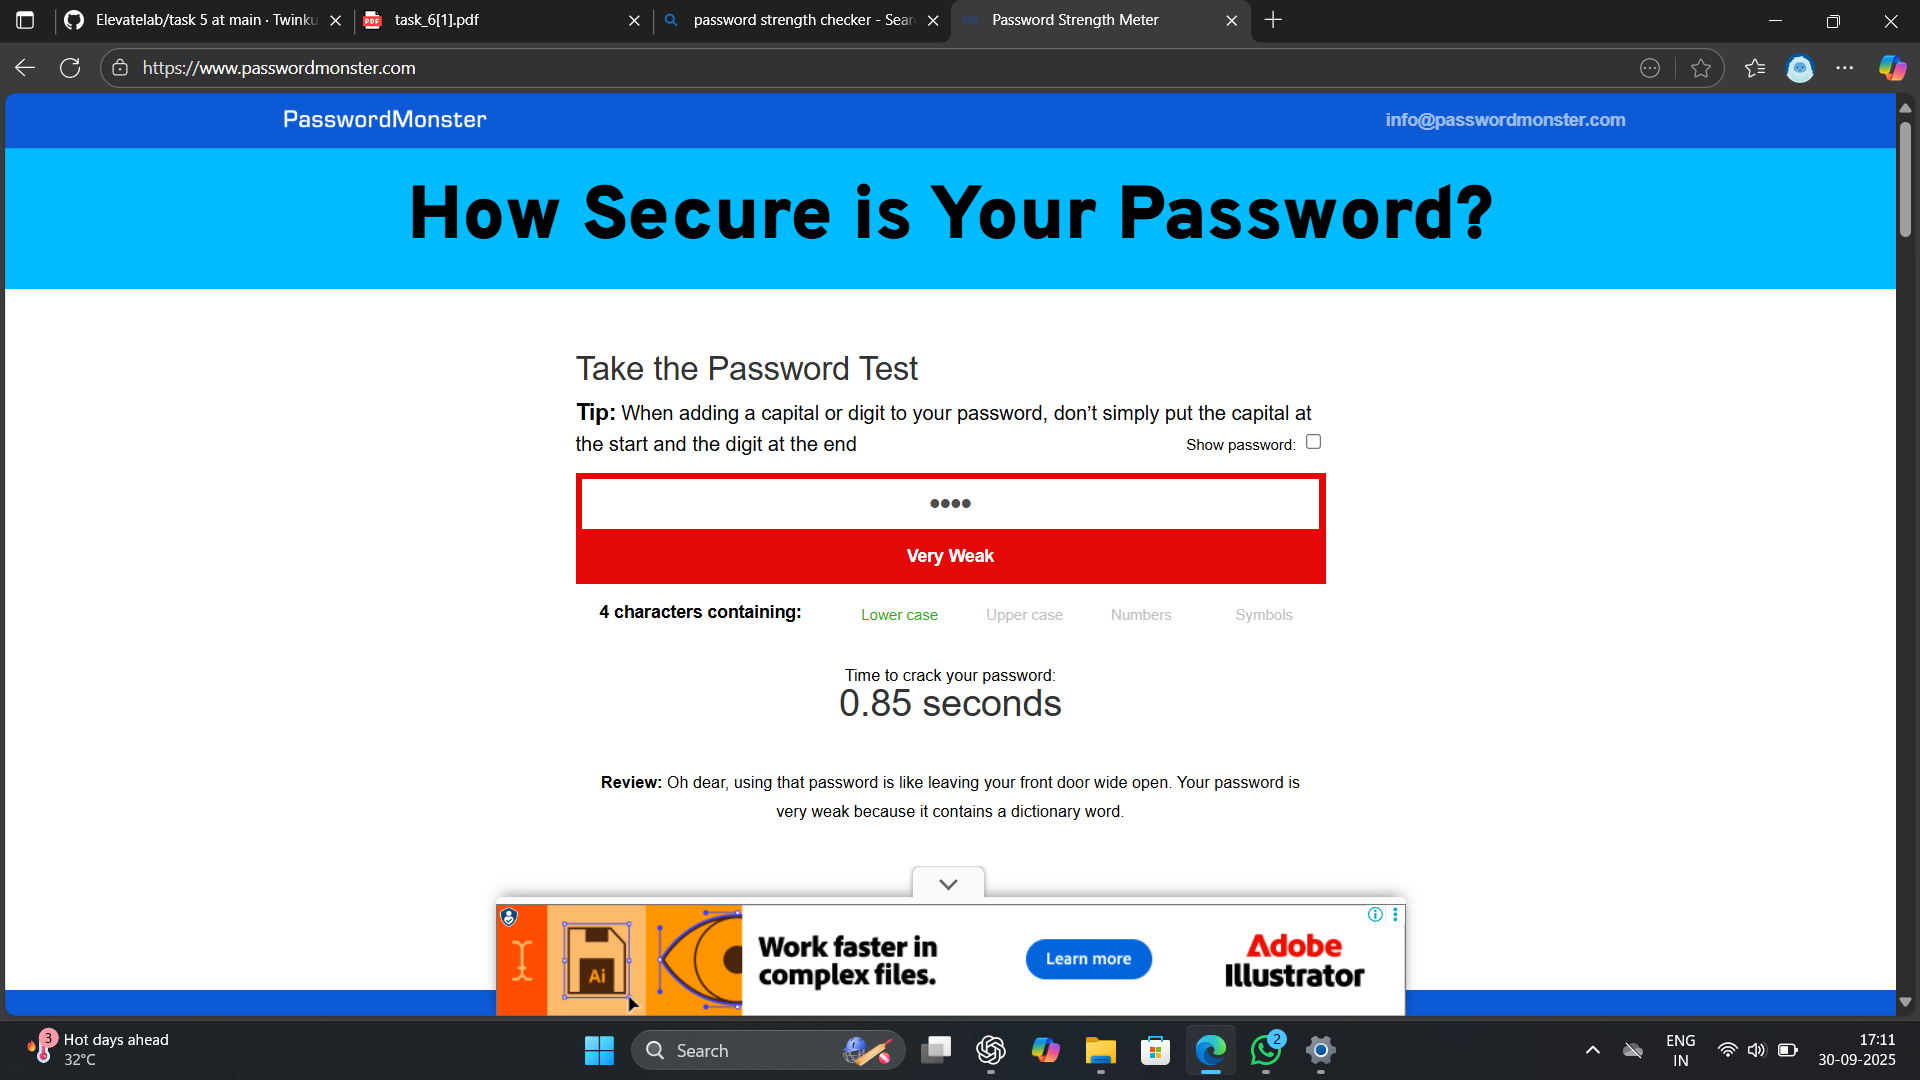 Elevatelab/task 5 at main · Twinku
task_6[1].pdf
password strength checker - Sear
Password Strength Meter
https://www.passwordmonster.com
PasswordMonster
info@passwordmonster.com
How Secure is Your Password?
Take the Password Test
Tip: When adding a capital or digit to your password, don't simply put the capital at
the start and the digit at the end
Show password:
••••
Very Weak
4 characters containing:
Lower case
Upper case
Numbers
Symbols
Time to crack your password:
0.85 seconds
Review: Oh dear, using that password is like leaving your front door wide open. Your password is
very weak because it contains a dictionary word.
Ai
Work faster in
complex files.
Learn more
Adobe
Illustrator
3
Hot days ahead
32°C
Search
2
ENG
IN
17:11
30-09-2025